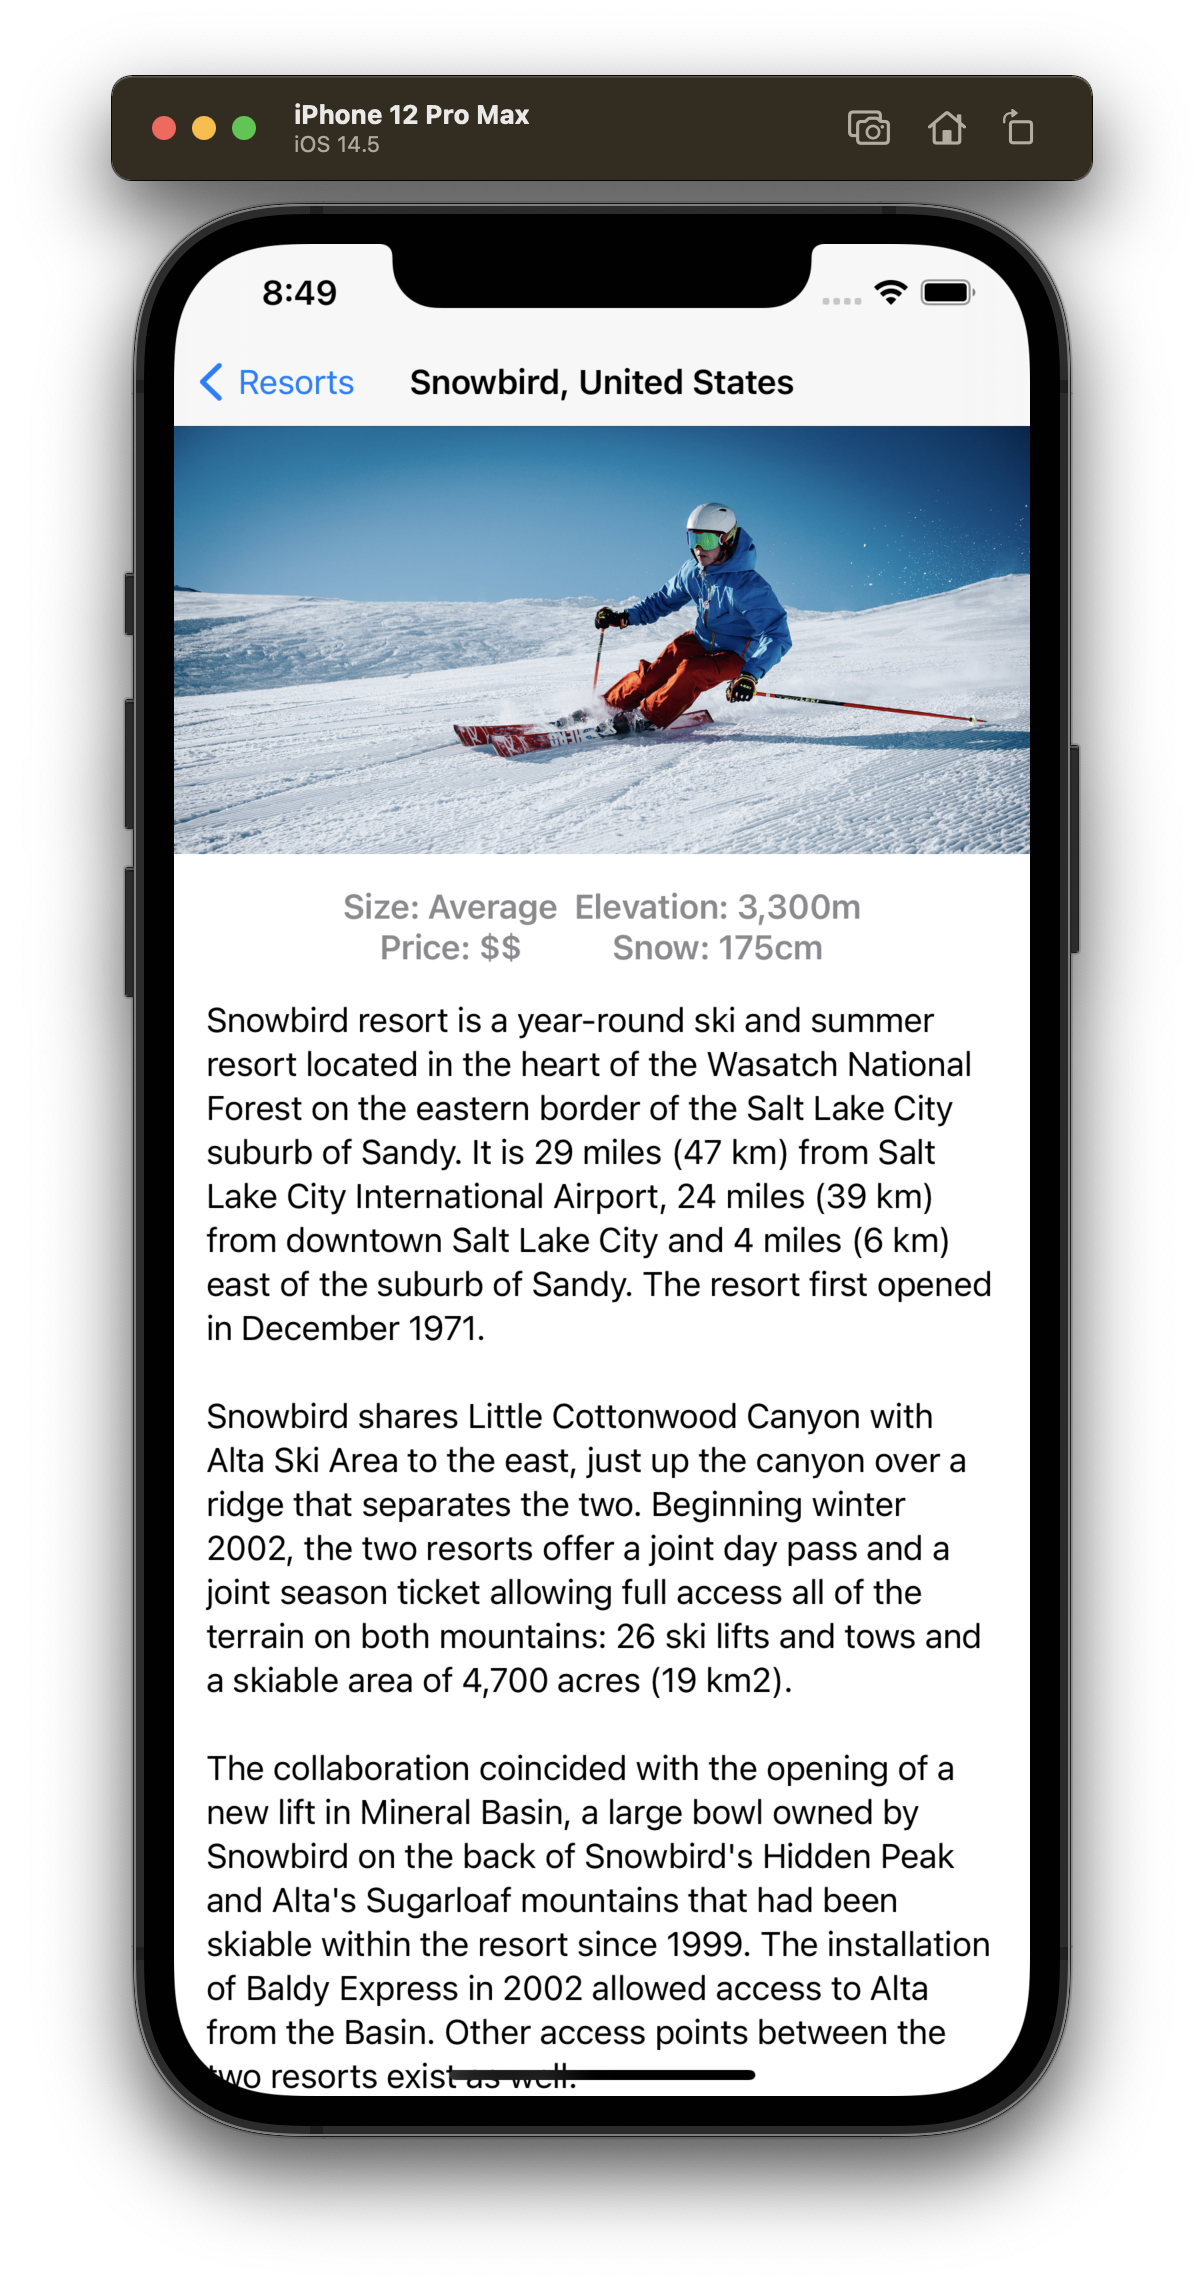 iPhone 12 Pro Max
iOS 14.5
8:49
Resorts
Snowbird, United States
Size: Average Elevation: 3,300m
Price: $$ Snow: 175cm
Snowbird resort is a year-round ski and summer
resort located in the heart of the Wasatch National
Forest on the eastern border of the Salt Lake City
suburb of Sandy. It is 29 miles (47 km) from Salt
Lake City International Airport, 24 miles (39 km)
from downtown Salt Lake City and 4 miles (6 km)
east of the suburb of Sandy. The resort first opened
in December 1971.
Snowbird shares Little Cottonwood Canyon with
Alta Ski Area to the east, just up the canyon over a
ridge that separates the two. Beginning winter
2002, the two resorts offer a joint day pass and a
joint season ticket allowing full access all of the
terrain on both mountains: 26 ski lifts and tows and
a skiable area of 4,700 acres (19 km2).
The collaboration coincided with the opening of a
new lift in Mineral Basin, a large bowl owned by
Snowbird on the back of Snowbird's Hidden Peak
and Alta's Sugarloaf mountains that had been
skiable within the resort since 1999. The installation
of Baldy Express in 2002 allowed access to Alta
from the Basin. Other access points between the
two resorts exist as well.